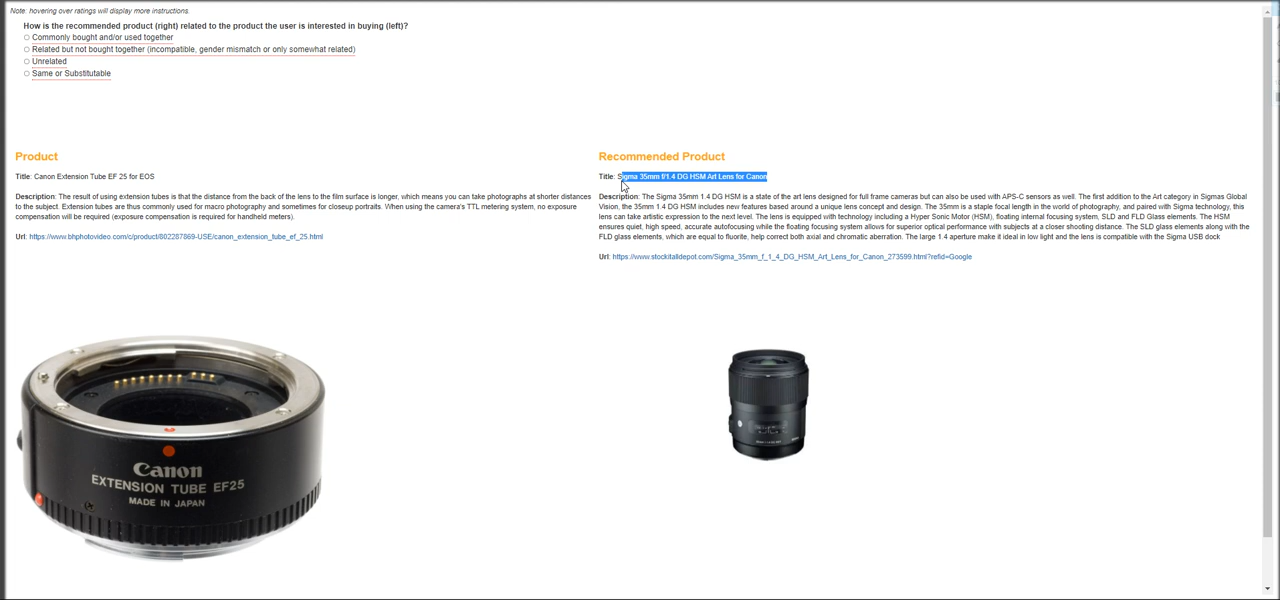 Note: hovering over ratings will display more instructions.
How is the recommended product (right) related to the product the user is interested in buying (left)?
Commonly bought and/or used together
Related but not bought together (incompatible, gender mismatch or only somewhat related)
Unrelated
Same or Substitutable
Product
Title: Canon Extension Tube EF 25 for EOS
Description: The result of using extension tubes is that the distance from the back of the lens to the film surface is longer, which means you can take photographs at shorter distances
to the subject. Extension tubes are thus commonly used for macro photography and sometimes for closeup portraits. When using the camera's TTL metering system, no exposure
compensation will be required (exposure compensation is required for handheld meters).
Url: https://www.bhphotovideo.com/c/product/802287869-USE/canon_extension_tube_ef_25.html
Recommended Product
Title: Sigma 35mm f/1.4 DG HSM Art Lens for Canon
Description: The Sigma 35mm 1.4 DG HSM is a state of the art lens designed for full frame cameras but can also be used with APS-C sensors as well. The first addition to the Art category in Sigmas Global
Vision, the 35mm 1.4 DG HSM includes new features based around a unique lens concept and design. The 35mm is a staple focal length in the world of photography, and paired with Sigma technology, this
lens can take artistic expression to the next level. The lens is equipped with technology including a Hyper Sonic Motor (HSM), floating internal focusing system, SLD and FLD Glass elements. The HSM
ensures quiet, high speed, accurate autofocusing while the floating focusing system allows for superior optical performance with subjects at a closer shooting distance. The SLD glass elements along with the
FLD glass elements, which are equal to fluorite, help correct both axial and chromatic aberration. The large 1.4 aperture make it ideal in low light and the lens is compatible with the Sigma USB dock
Url: https://www.stockitalldepot.com/Sigma_35mm_f_1_4_DG_HSM_Art_Lens_for_Canon_273599.html?refid=Google
Canon
EXTENSION TUBE EF25
MADE IN JAPAN